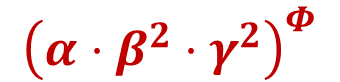 (α · β² · γ²)^Φ